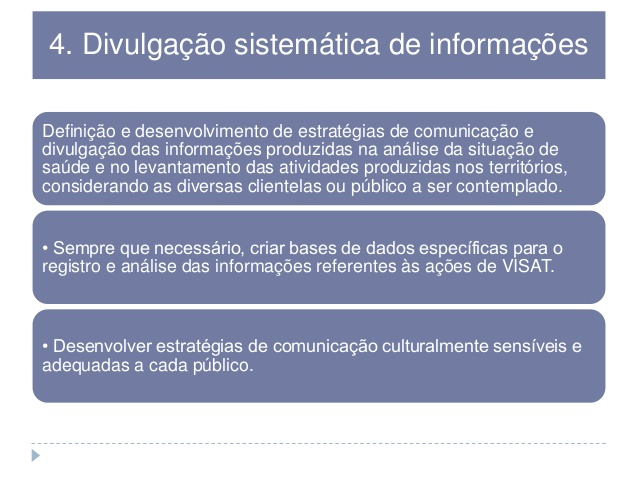 4. Divulgação sistemática de informações
Definição e desenvolvimento de estratégias de comunicação e
divulgação das informações produzidas na análise da situação de
saúde e no levantamento das atividades produzidas nos territórios,
considerando as diversas clientelas ou público a ser contemplado.
• Sempre que necessário, criar bases de dados específicas para o
registro e análise das informações referentes às ações de VISAT.
• Desenvolver estratégias de comunicação culturalmente sensíveis e
adequadas a cada público.